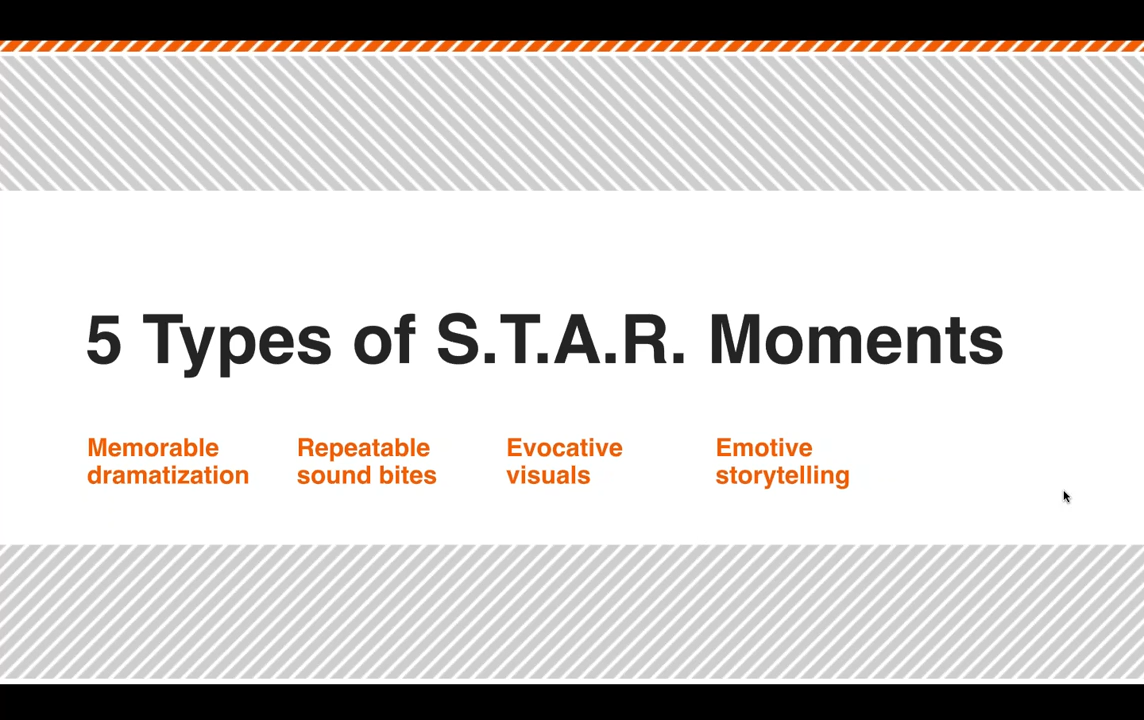 5 Types of S.T.A.R. Moments
Memorable
dramatization
Repeatable
sound bites
Evocative
visuals
Emotive
storytelling